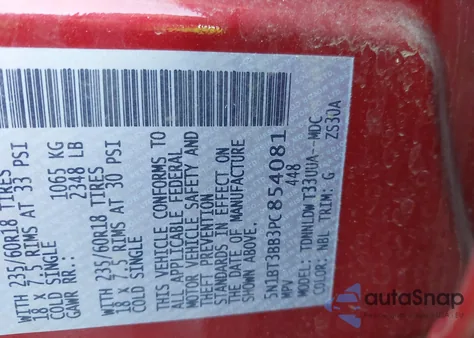 WITH 235/60R18 TIRES
18 X 7.5 RIMS AT 33 PSI
COLD SINGLE
GAWR RR.: 1065 KG
2348 LB
WITH 235/60R18 TIRES
18 X 7.5 RIMS AT 30 PSI
COLD SINGLE
THIS VEHICLE CONFORMS TO
ALL APPLICABLE FEDERAL
MOTOR VEHICLE SAFETY AND
THEFT PREVENTION
STANDARDS IN EFFECT
ON THE DATE OF MANUFACTURE
SHOWN ABOVE.
5N1BT3BB3PC854081
MPV 448
MODEL: TDMNLDWT33UUA--MDC
COLOR: NBL TRIM: G ZS3UA
autoSnap